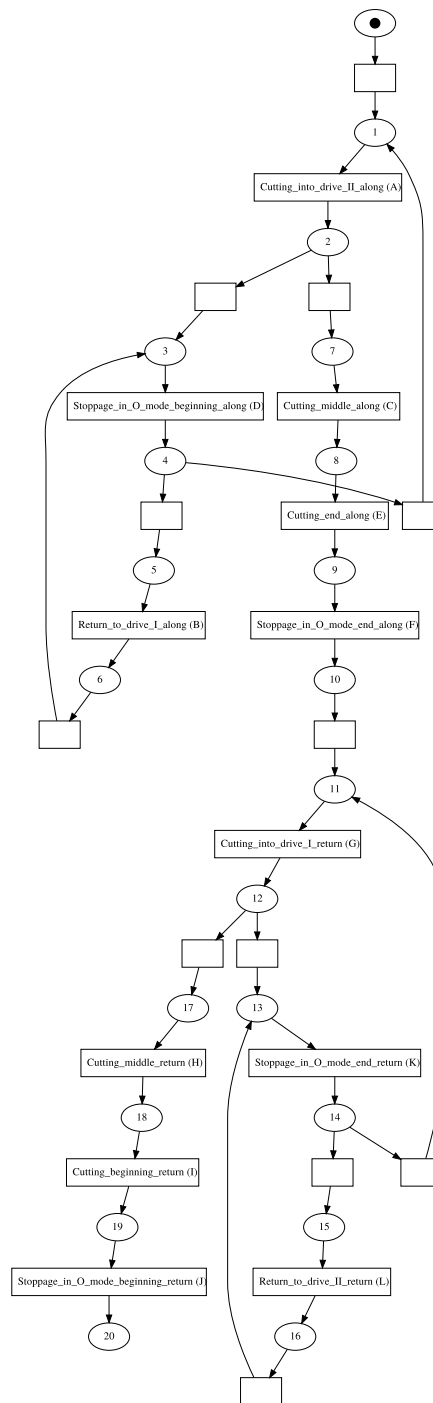 1
Cutting_into_drive_II_along (A)
2
3
7
Stoppage_in_O_mode_beginning_along (D)
Cutting_middle_along (C)
4
8
Cutting_end_along (E)
5
9
Return_to_drive_I_along (B)
Stoppage_in_O_mode_end_along (F)
6
10
11
Cutting_into_drive_I_return (G)
12
17
13
Cutting_middle_return (H)
Stoppage_in_O_mode_end_return (K)
18
14
Cutting_beginning_return (I)
19
15
Stoppage_in_O_mode_beginning_return (J)
Return_to_drive_II_return (L)
20
16